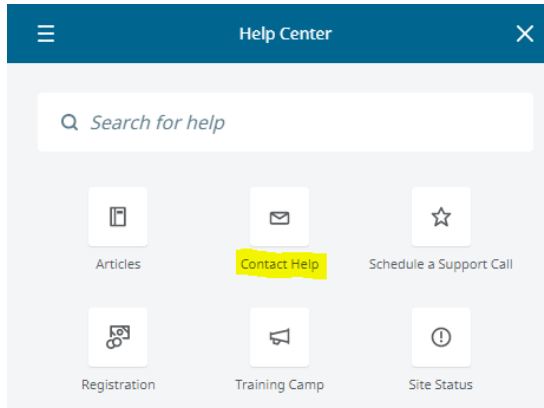 Help Center
Search for help
Articles
Contact Help
Schedule a Support Call
Registration
Training Camp
Site Status